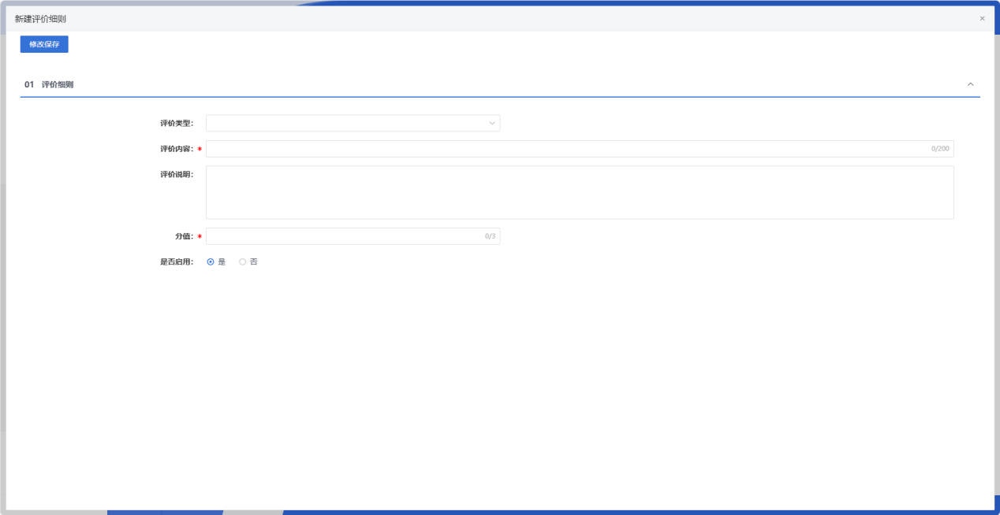 新建评价细则
×
修改保存
01 评价细则
评价类型：
评价内容：* 0/200
评价说明：
分值：* 0/3
是否启用： 是 否